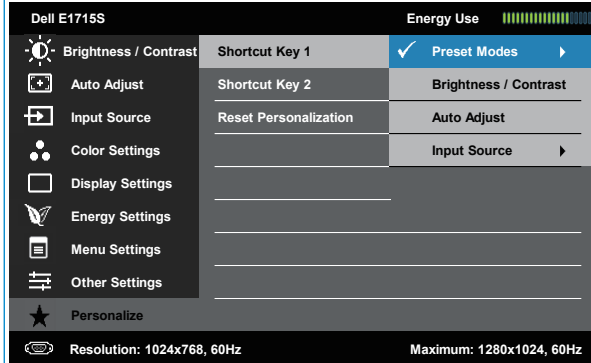 Dell E1715S Energy Use
Brightness / Contrast Shortcut Key 1 Preset Modes
Auto Adjust Shortcut Key 2 Brightness / Contrast
Input Source Reset Personalization Auto Adjust
Color Settings Input Source
Display Settings
Energy Settings
Menu Settings
Other Settings
Personalize
Resolution: 1024x768, 60Hz Maximum: 1280x1024, 60Hz